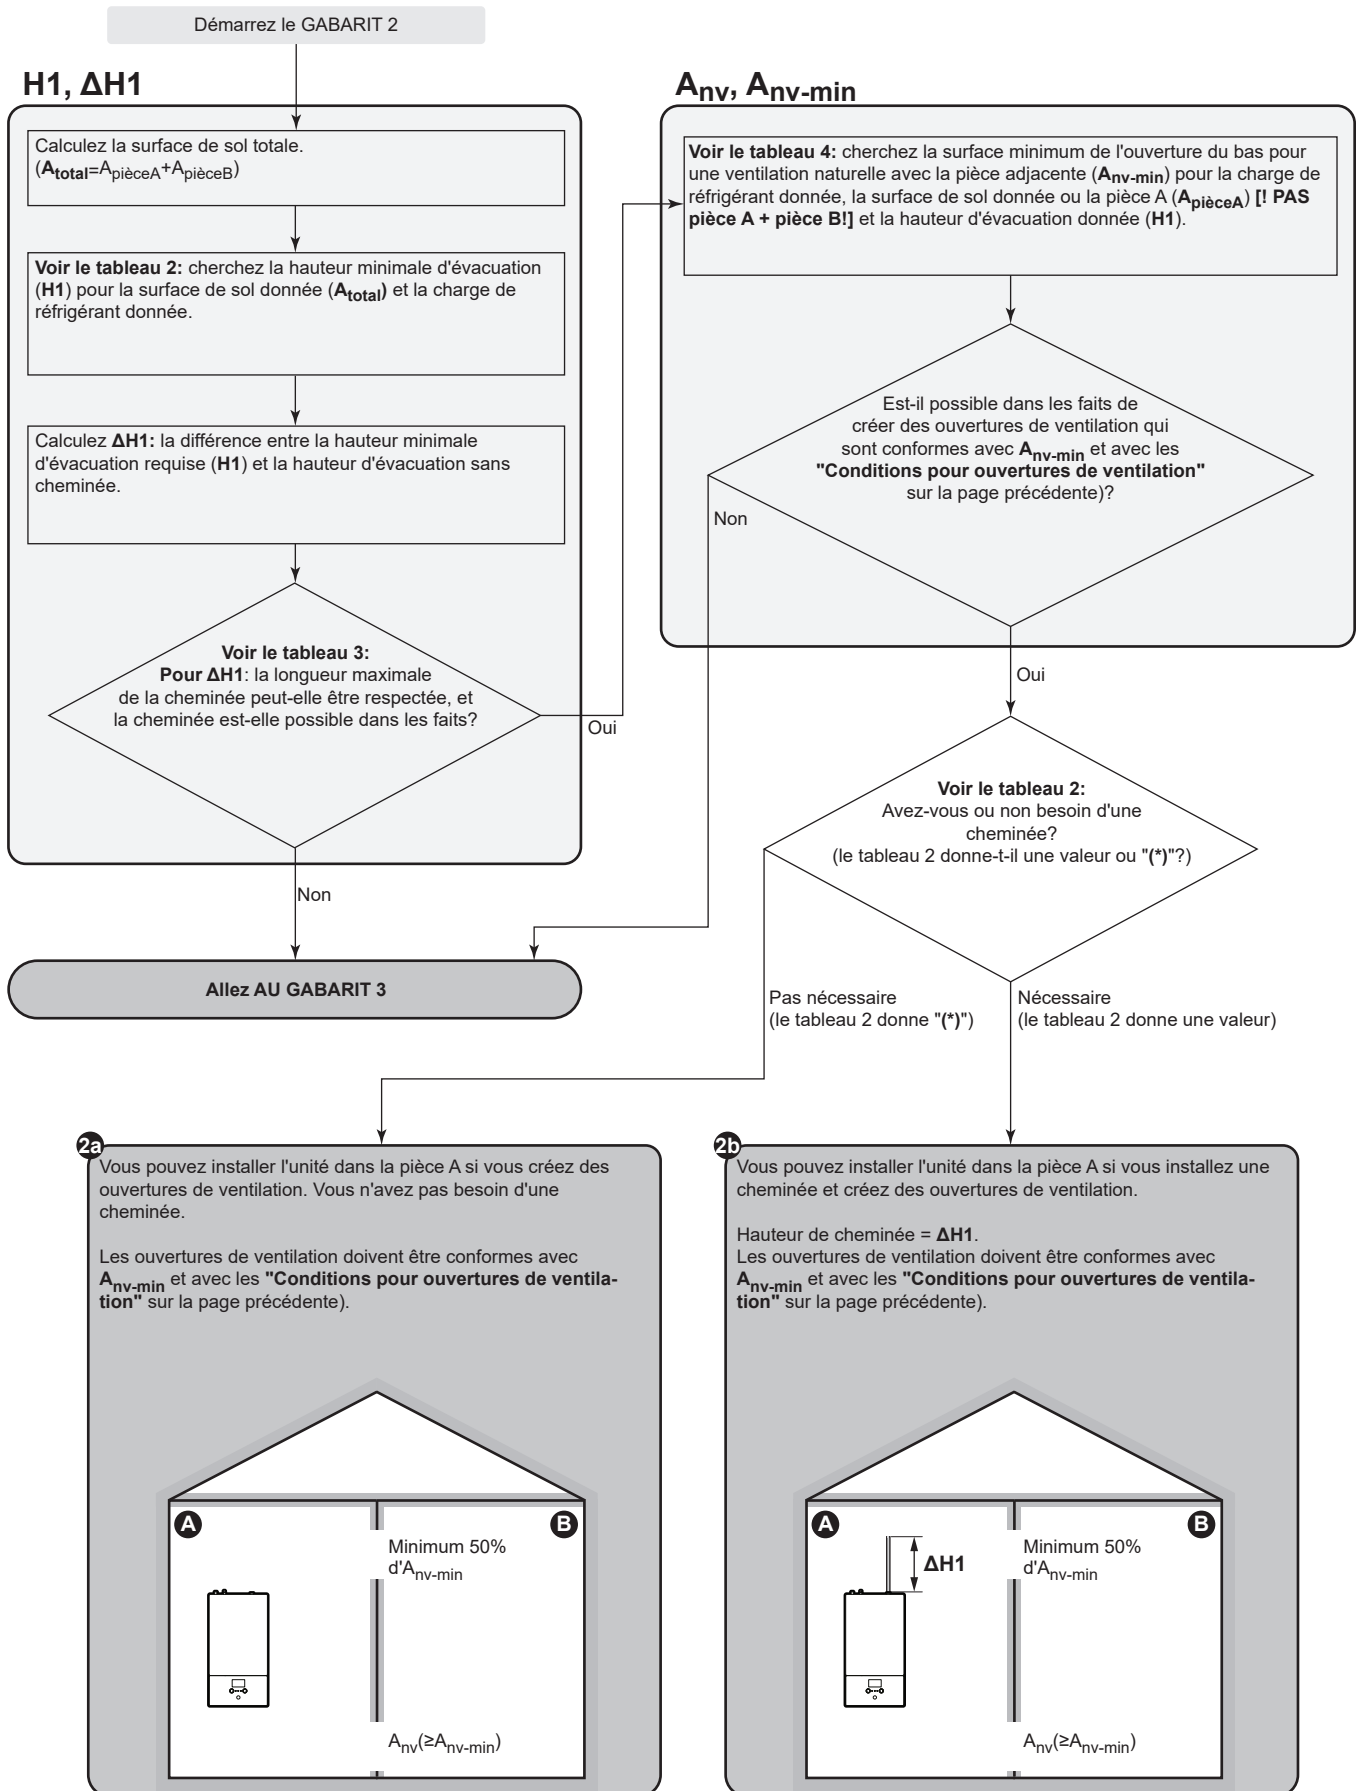 Démarrez le GABARIT 2
H1, ΔH1
Calculez la surface de sol totale.
(Atotal=ApièceA+ApièceB)
Voir le tableau 2: cherchez la hauteur minimale d'évacuation
(H1) pour la surface de sol donnée (Atotal) et la charge de
réfrigérant donnée.
Calculez ΔH1: la différence entre la hauteur minimale
d'évacuation requise (H1) et la hauteur d'évacuation sans
cheminée.
Voir le tableau 3:
Pour ΔH1: la longueur maximale
de la cheminée peut-elle être respectée, et
la cheminée est-elle possible dans les faits?
Oui
Non
Allez AU GABARIT 3
Anv, Anv-min
Voir le tableau 4: cherchez la surface minimum de l'ouverture du bas pour
une ventilation naturelle avec la pièce adjacente (Anv-min) pour la charge de
réfrigérant donnée, la surface de sol donnée ou la pièce A (ApièceA) [! PAS
pièce A + pièce B!] et la hauteur d'évacuation donnée (H1).
Est-il possible dans les faits de
créer des ouvertures de ventilation qui
sont conformes avec Anv-min et avec les
"Conditions pour ouvertures de ventilation"
sur la page précédente)?
Non
Oui
Voir le tableau 2:
Avez-vous ou non besoin d'une
cheminée?
(le tableau 2 donne-t-il une valeur ou "(*)"?)
Pas nécessaire
(le tableau 2 donne "(*)")
Nécessaire
(le tableau 2 donne une valeur)
2a
Vous pouvez installer l'unité dans la pièce A si vous créez des
ouvertures de ventilation. Vous n'avez pas besoin d'une
cheminée.
Les ouvertures de ventilation doivent être conformes avec
Anv-min et avec les "Conditions pour ouvertures de ventila-
tion" sur la page précédente).
A
B
Minimum 50%
d'Anv-min
Anv(≥Anv-min)
2b
Vous pouvez installer l'unité dans la pièce A si vous installez une
cheminée et créez des ouvertures de ventilation.
Hauteur de cheminée = ΔH1.
Les ouvertures de ventilation doivent être conformes avec
Anv-min et avec les "Conditions pour ouvertures de ventila-
tion" sur la page précédente).
A
B
ΔH1
Minimum 50%
d'Anv-min
Anv(≥Anv-min)